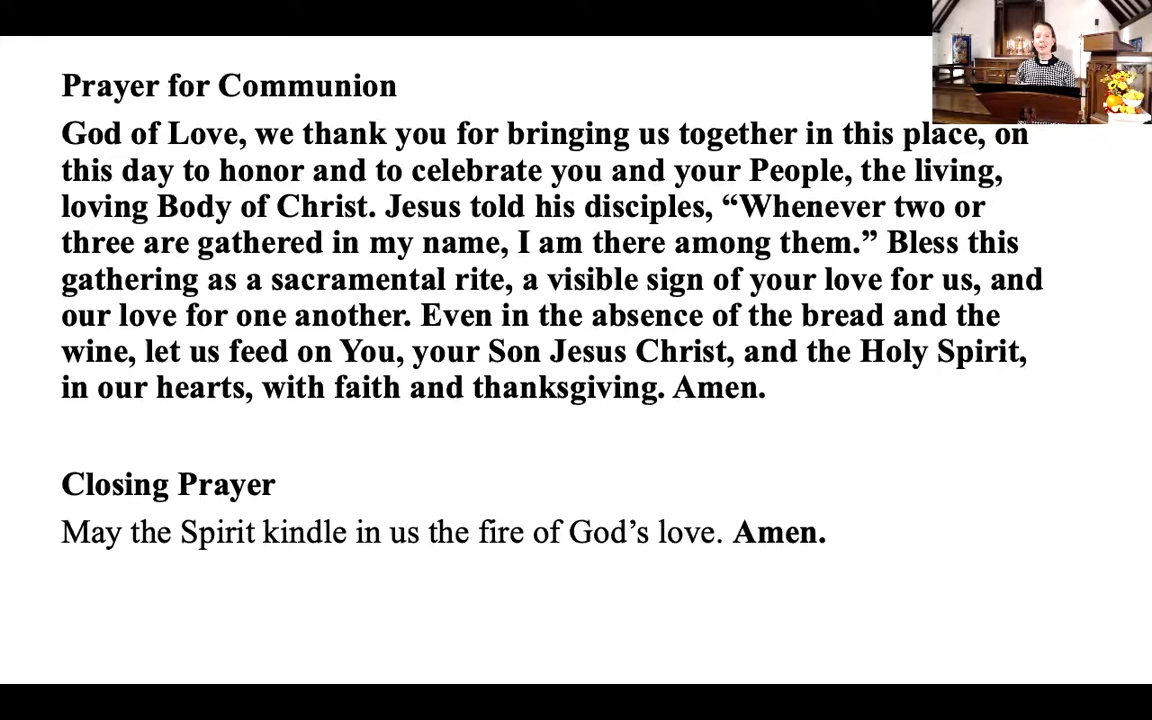 Prayer for Communion
God of Love, we thank you for bringing us together in this place, on
this day to honor and to celebrate you and your People, the living,
loving Body of Christ. Jesus told his disciples, “Whenever two or
three are gathered in my name, I am there among them.” Bless this
gathering as a sacramental rite, a visible sign of your love for us, and
our love for one another. Even in the absence of the bread and the
wine, let us feed on You, your Son Jesus Christ, and the Holy Spirit,
in our hearts, with faith and thanksgiving. Amen.
Closing Prayer
May the Spirit kindle in us the fire of God’s love. Amen.